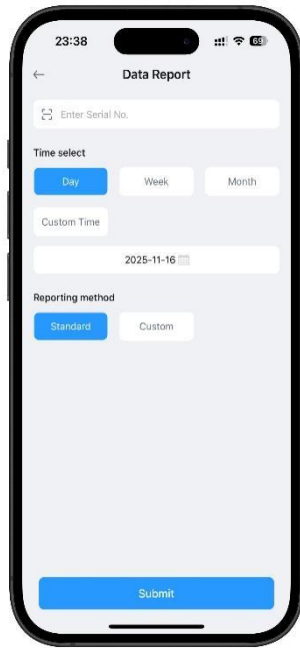 23:38 69
Data Report
Enter Serial No.
Time select
Day Week Month
Custom Time
2025-11-16
Reporting method
Standard Custom
Submit